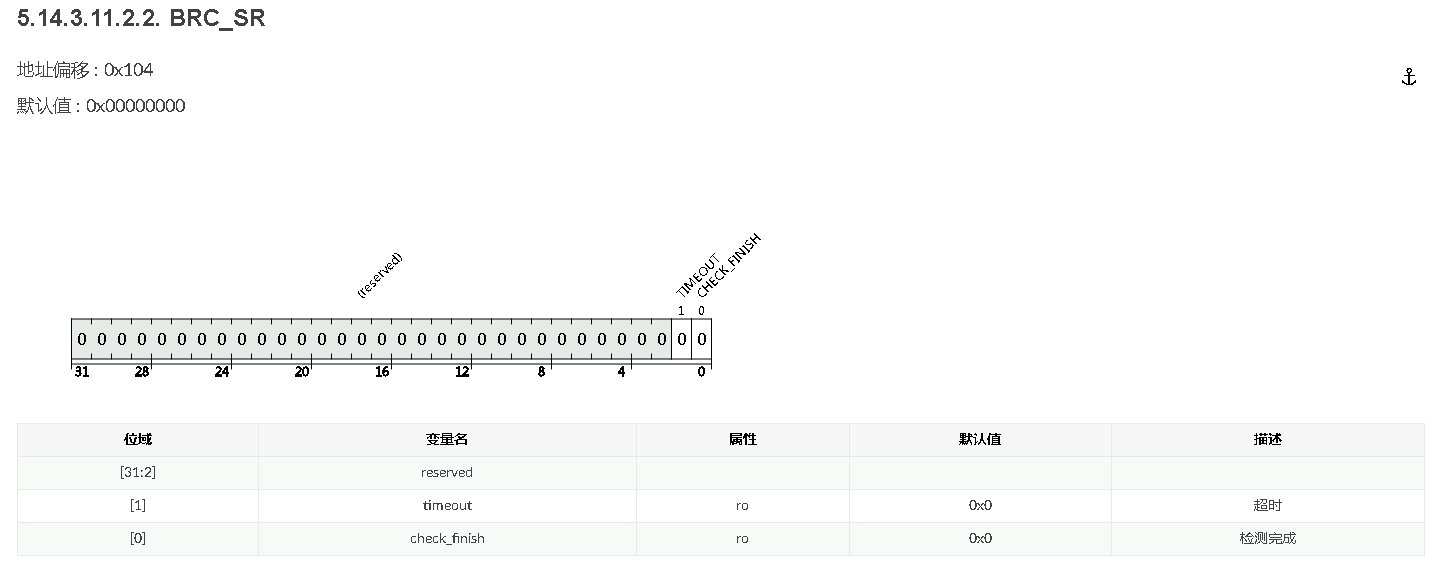 5.14.3.11.2.2. BRC_SR
地址偏移 : 0x104
默认值 : 0x00000000
(reserved)
TIMEOUT
CHECK_FINISH
1 0
0 0 0 0 0 0 0 0 0 0 0 0 0 0 0 0 0 0 0 0 0 0 0 0 0 0 0 0 0 0 0 0
31 28 24 20 16 12 8 4 0
位域 变量名 属性 默认值 描述
[31:2] reserved
[1] timeout ro 0x0 超时
[0] check_finish ro 0x0 检测完成